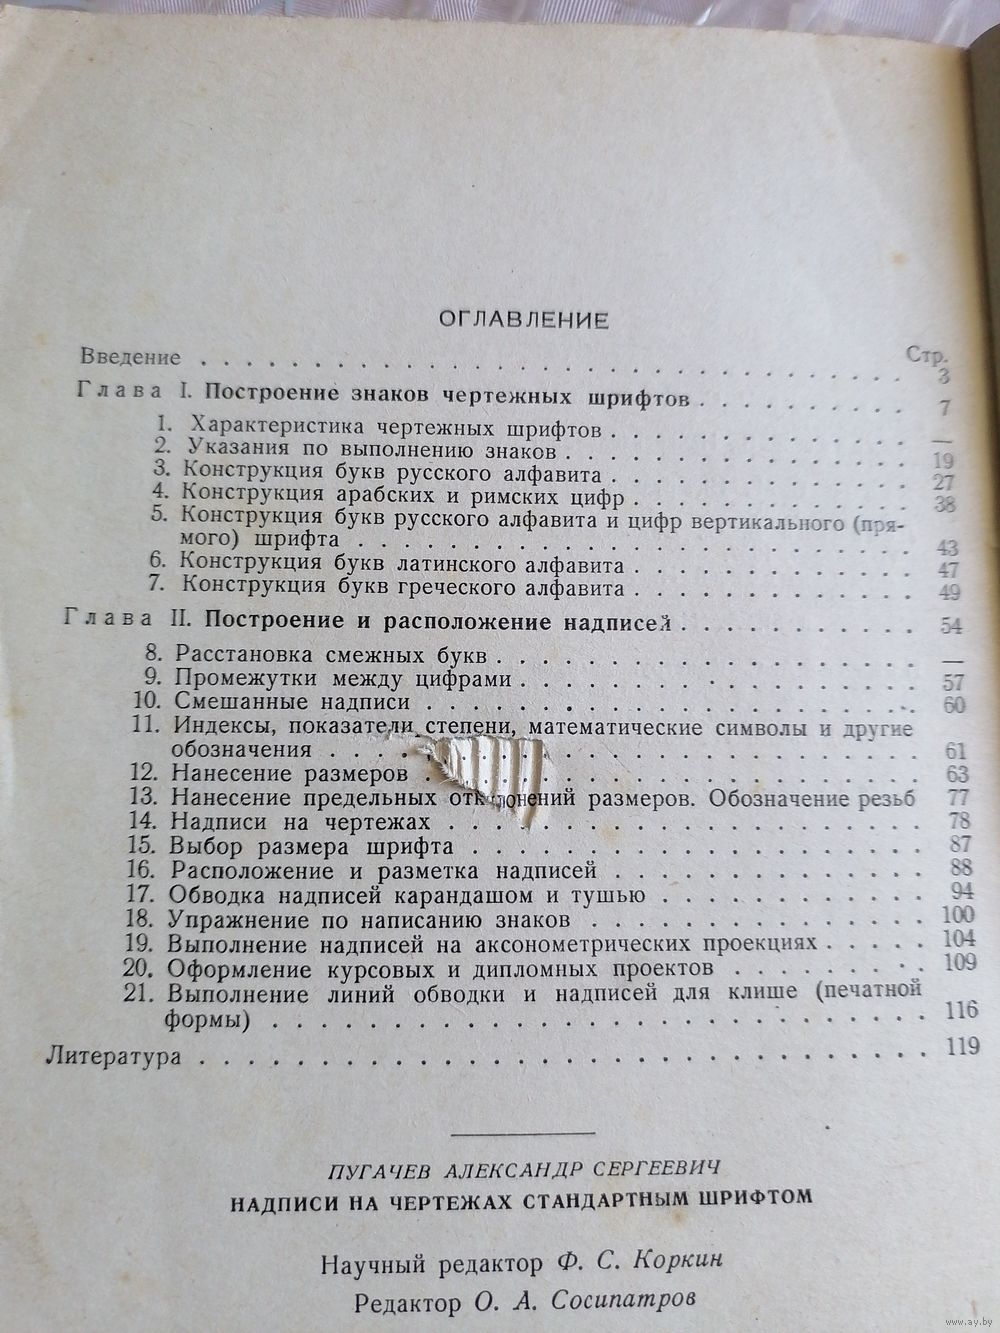 ОГЛАВЛЕНИЕ
Стр.
Введение . . . . . . . . . . . . . . . . . . . . . . 3
Глава I. Построение знаков чертежных шрифтов . . . . . . . . . 7
1. Характеристика чертежных шрифтов . . . . . . . . . . —
2. Указания по выполнению знаков . . . . . . . . . . . 19
3. Конструкция букв русского алфавита . . . . . . . . . . 27
4. Конструкция арабских и римских цифр . . . . . . . . . 38
5. Конструкция букв русского алфавита и цифр вертикального (пря-
мого) шрифта . . . . . . . . . . . . . . . . . 43
6. Конструкция букв латинского алфавита . . . . . . . . . 47
7. Конструкция букв греческого алфавита . . . . . . . . . 49
Глава II. Построение и расположение надписей . . . . . . . . . 54
8. Расстановка смежных букв . . . . . . . . . . . . . —
9. Промежутки между цифрами . . . . . . . . . . . . 57
10. Смешанные надписи . . . . . . . . . . . . . . . 60
11. Индексы, показатели степени, математические символы и другие
обозначения . . . . . . . . . . . . . . . . . . 61
12. Нанесение размеров . . . . . . . . . . . . . . . 63
13. Нанесение предельных отклонений размеров. Обозначение резьб 77
14. Надписи на чертежах . . . . . . . . . . . . . . . 78
15. Выбор размера шрифта . . . . . . . . . . . . . . 87
16. Расположение и разметка надписей . . . . . . . . . . 88
17. Обводка надписей карандашом и тушью . . . . . . . . 94
18. Упражнение по написанию знаков . . . . . . . . . . 100
19. Выполнение надписей на аксонометрических проекциях . . . . . 104
20. Оформление курсовых и дипломных проектов . . . . . . . 109
21. Выполнение линий обводки и надписей для клише (печатной
формы) . . . . . . . . . . . . . . . . . . . . 116
Литература . . . . . . . . . . . . . . . . . . . . . . 119
ПУГАЧЕВ АЛЕКСАНДР СЕРГЕЕВИЧ
НАДПИСИ НА ЧЕРТЕЖАХ СТАНДАРТНЫМ ШРИФТОМ
Научный редактор Ф. С. Коркин
Редактор О. А. Сосипатров
www.ay.by